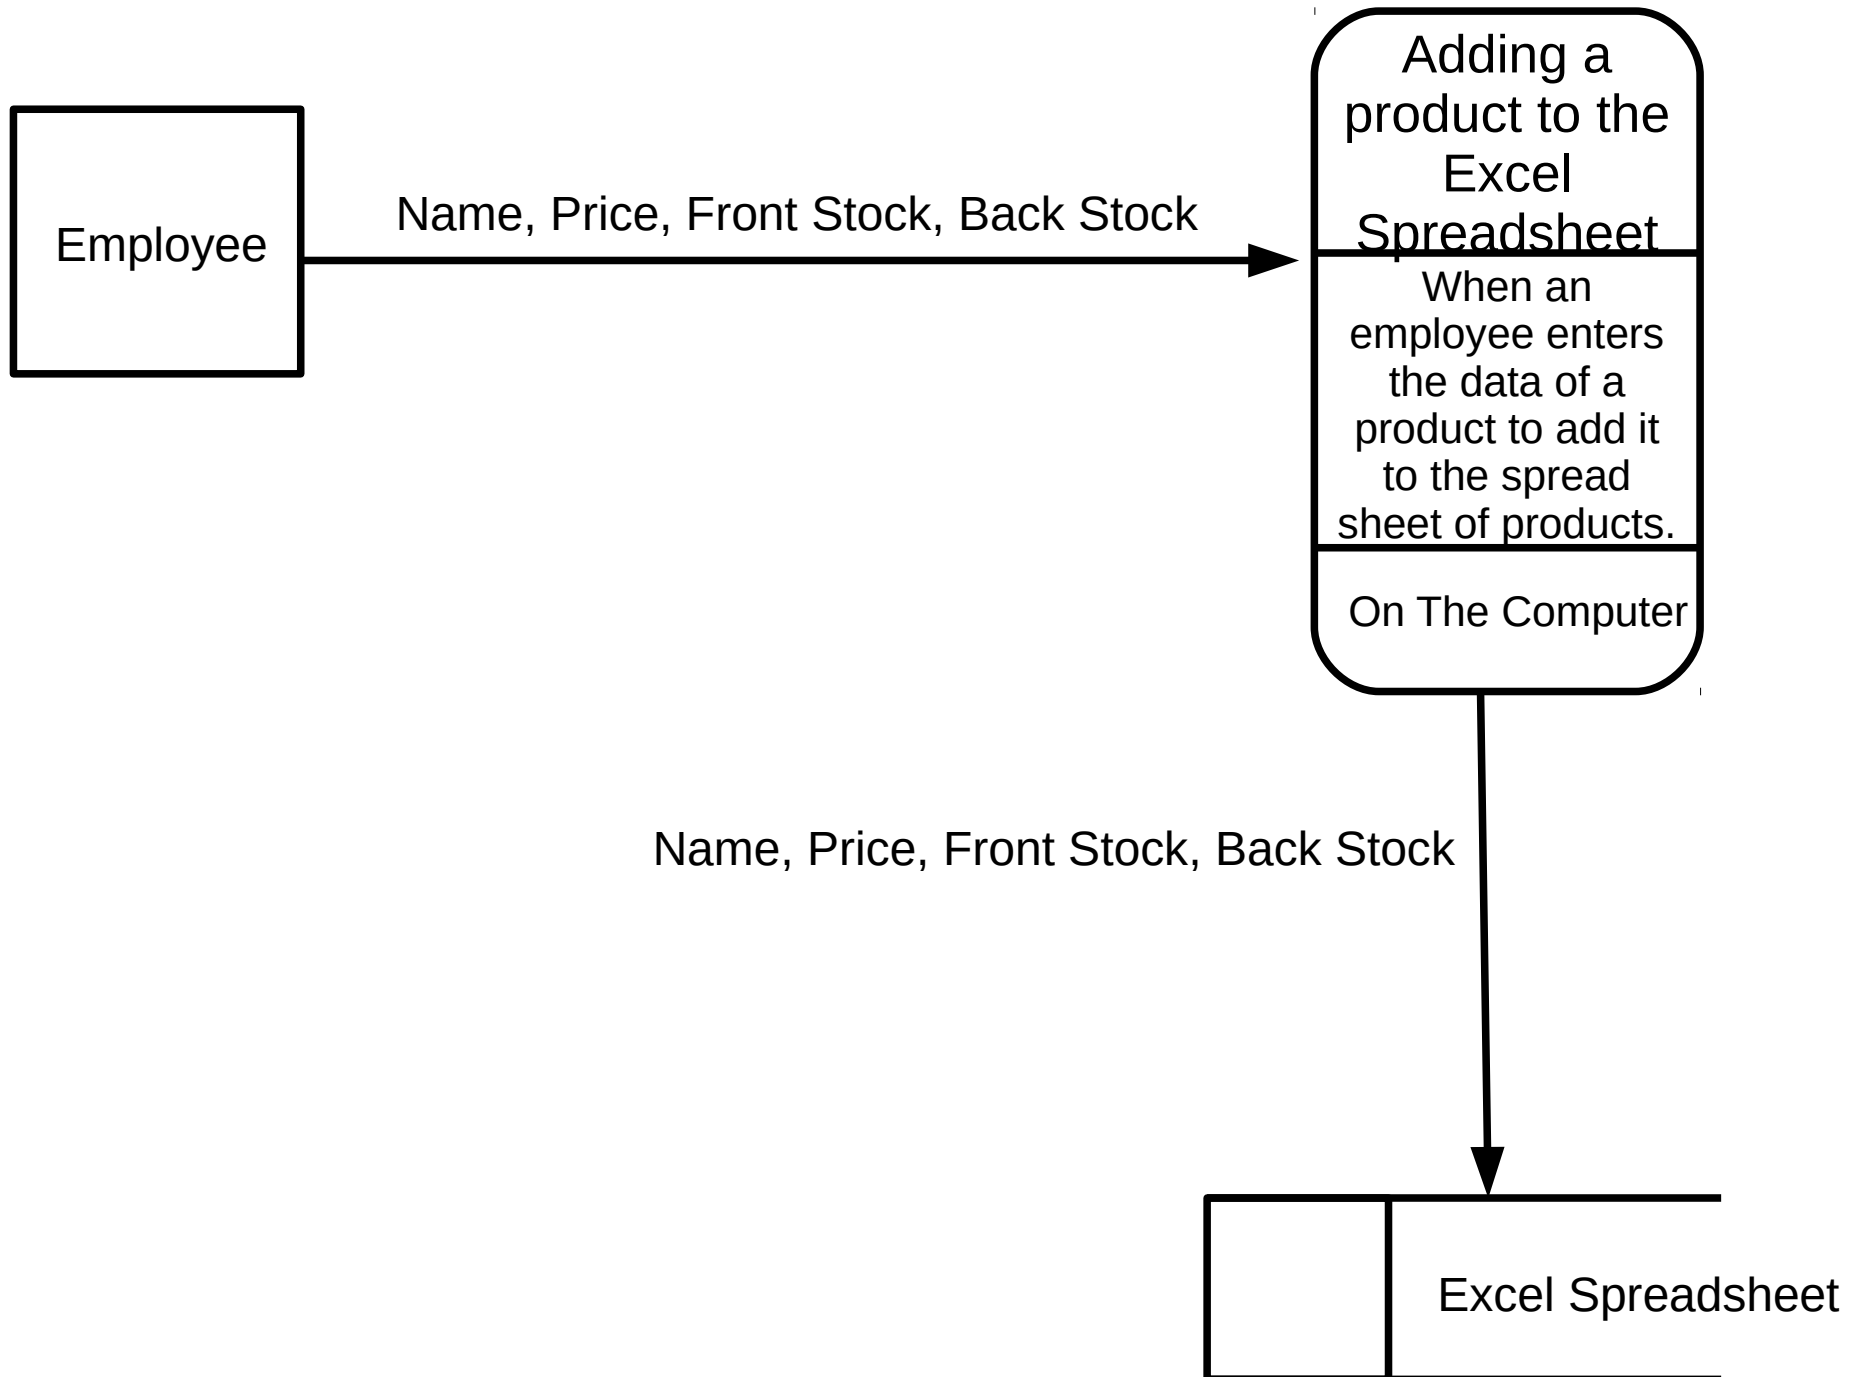 Adding a
product to the
Excel
Spreadsheet
Name, Price, Front Stock, Back Stock
Employee
When an
employee enters
the data of a
product to add it
to the spread
sheet of products.
On The Computer
Name, Price, Front Stock, Back Stock
Excel Spreadsheet